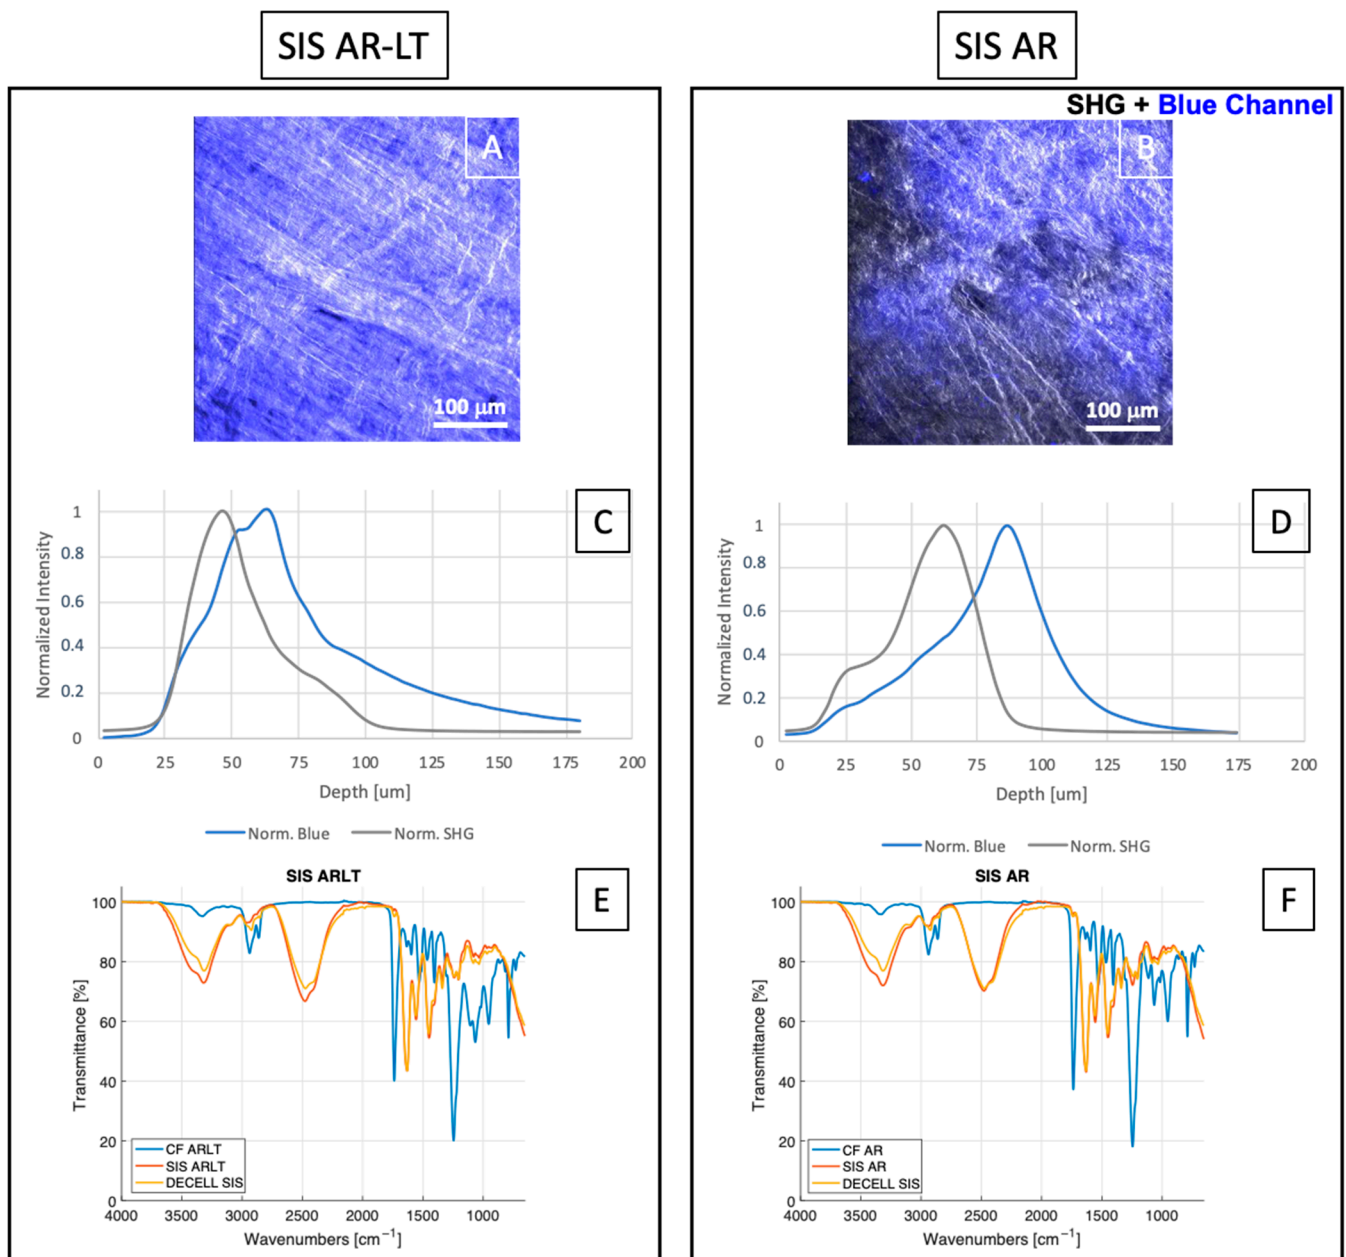 SIS AR-LT
SIS AR
SHG + Blue Channel
A
100 µm
B
100 µm
C
Normalized Intensity
1
0.8
0.6
0.4
0.2
0
0 25 50 75 100 125 150 175 200
Depth [um]
Norm. Blue Norm. SHG
D
Normalized Intensity
1
0.8
0.6
0.4
0.2
0
0 25 50 75 100 125 150 175 200
Depth [um]
Norm. Blue Norm. SHG
SIS ARLT
E
Transmittance [%]
100
80
60
40
20
0
CF ARLT
SIS ARLT
DECELL SIS
4000 3500 3000 2500 2000 1500 1000
Wavenumbers [cm⁻¹]
SIS AR
F
Transmittance [%]
100
80
60
40
20
0
CF AR
SIS AR
DECELL SIS
4000 3500 3000 2500 2000 1500 1000
Wavenumbers [cm⁻¹]